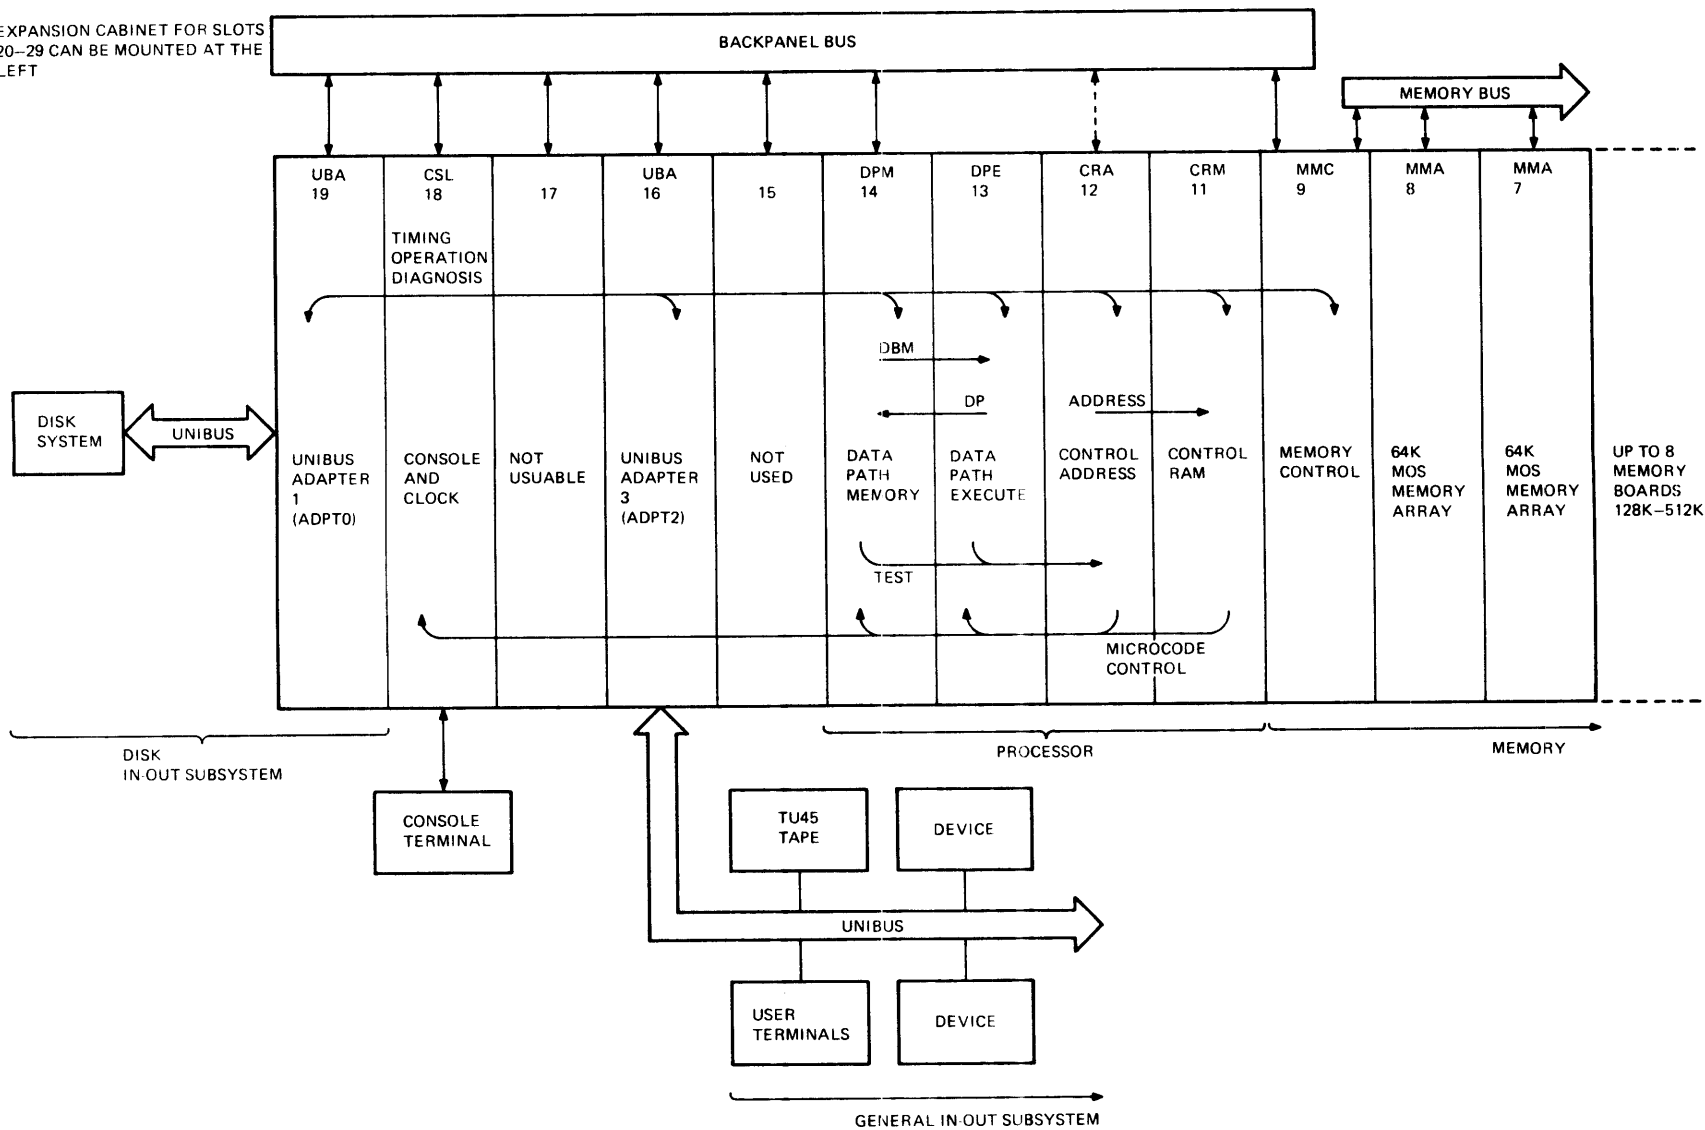 EXPANSION CABINET FOR SLOTS
20–29 CAN BE MOUNTED AT THE
LEFT
BACKPANEL BUS
MEMORY BUS
UBA
19
CSL
18
17
UBA
16
15
DPM
14
DPE
13
CRA
12
CRM
11
MMC
9
MMA
8
MMA
7
TIMING
OPERATION
DIAGNOSIS
DBM
DP
ADDRESS
DISK
SYSTEM
UNIBUS
UNIBUS
ADAPTER
1
(ADPT0)
CONSOLE
AND
CLOCK
NOT
USUABLE
UNIBUS
ADAPTER
3
(ADPT2)
NOT
USED
DATA
PATH
MEMORY
DATA
PATH
EXECUTE
CONTROL
ADDRESS
CONTROL
RAM
MEMORY
CONTROL
64K
MOS
MEMORY
ARRAY
64K
MOS
MEMORY
ARRAY
UP TO 8
MEMORY
BOARDS
128K–512K
TEST
MICROCODE
CONTROL
DISK
IN-OUT SUBSYSTEM
PROCESSOR
MEMORY
CONSOLE
TERMINAL
TU45
TAPE
DEVICE
UNIBUS
USER
TERMINALS
DEVICE
GENERAL IN-OUT SUBSYSTEM